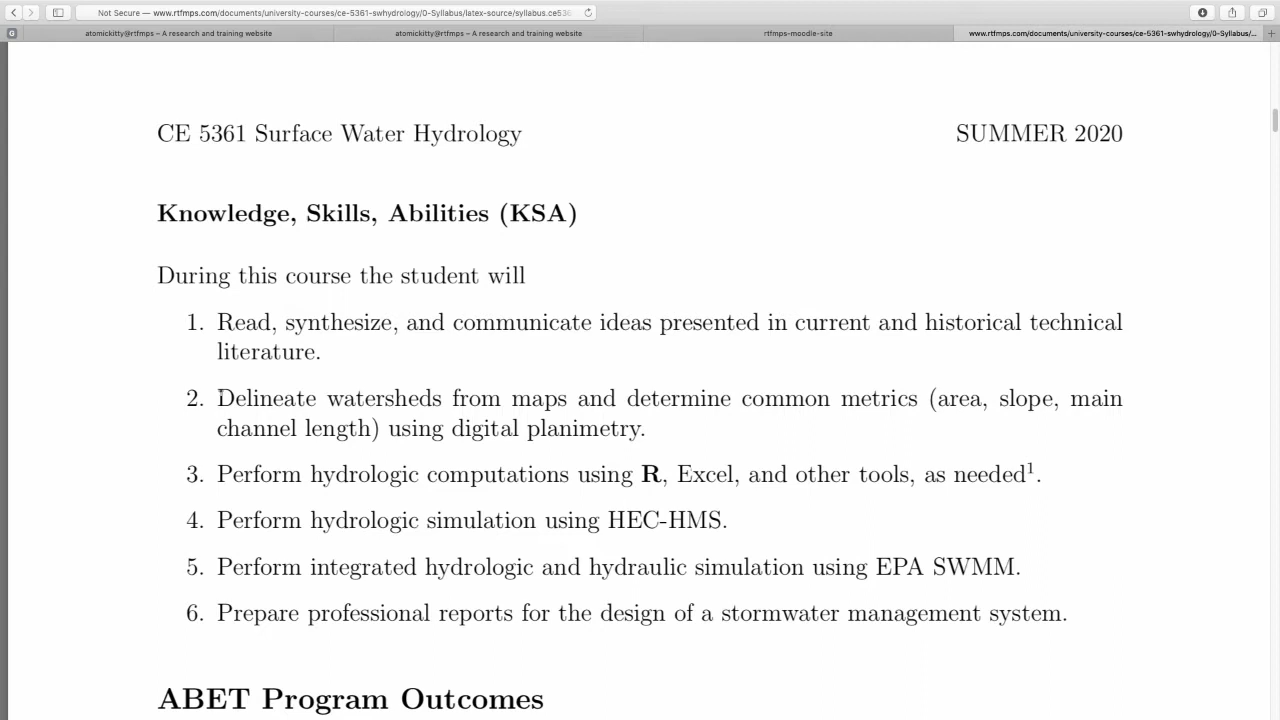 Not Secure — www.rtfmps.com/documents/university-courses/ce-5361-swhydrology/0-Syllabus/latex-source/syllabus.ce536
G
atomickitty@rtfmps – A research and training website
atomickitty@rtfmps – A research and training website
rtfmps-moodle-site
www.rtfmps.com/documents/university-courses/ce-5361-swhydrology/0-Syllabus/...
CE 5361 Surface Water Hydrology
SUMMER 2020
Knowledge, Skills, Abilities (KSA)
During this course the student will
1. Read, synthesize, and communicate ideas presented in current and historical technical
literature.
2. Delineate watersheds from maps and determine common metrics (area, slope, main
channel length) using digital planimetry.
3. Perform hydrologic computations using R, Excel, and other tools, as needed¹.
4. Perform hydrologic simulation using HEC-HMS.
5. Perform integrated hydrologic and hydraulic simulation using EPA SWMM.
6. Prepare professional reports for the design of a stormwater management system.
ABET Program Outcomes